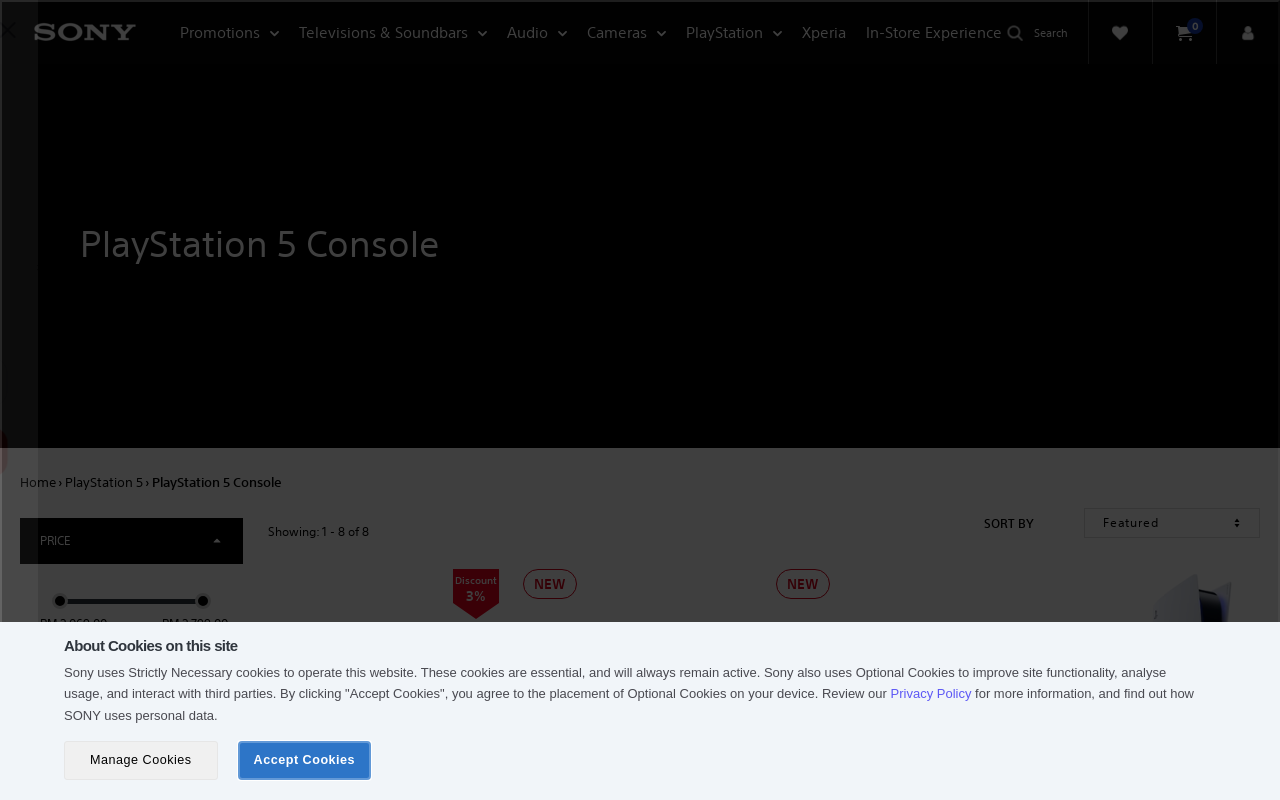 SONY
Promotions
Televisions & Soundbars
Audio
Cameras
PlayStation
Xperia
In-Store Experience
Search
0
PlayStation 5 Console
Home › PlayStation 5 › PlayStation 5 Console
PRICE
Showing: 1 - 8 of 8
SORT BY
Featured
Discount
3%
NEW
NEW
About Cookies on this site
Sony uses Strictly Necessary cookies to operate this website. These cookies are essential, and will always remain active. Sony also uses Optional Cookies to improve site functionality, analyse
usage, and interact with third parties. By clicking "Accept Cookies", you agree to the placement of Optional Cookies on your device. Review our Privacy Policy for more information, and find out how
SONY uses personal data.
Manage Cookies
Accept Cookies